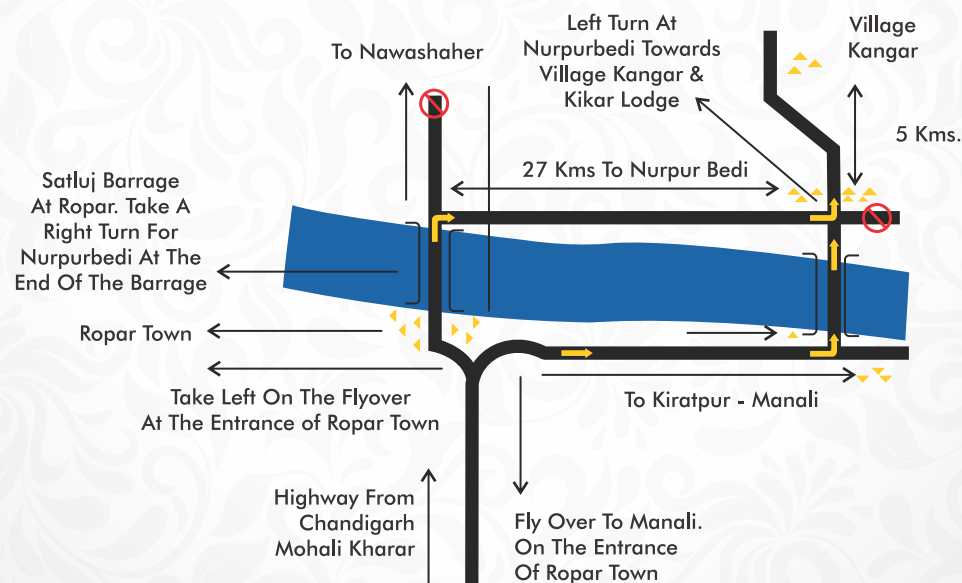 To Nawashaher
Left Turn At
Nurpurbedi Towards
Village Kangar &
Kikar Lodge
Village
Kangar
5 Kms.
27 Kms To Nurpur Bedi
Satluj Barrage
At Ropar. Take A
Right Turn For
Nurpurbedi At The
End Of The Barrage
Ropar Town
Take Left On The Flyover
At The Entrance of Ropar Town
To Kiratpur - Manali
Highway From
Chandigarh
Mohali Kharar
Fly Over To Manali.
On The Entrance
Of Ropar Town